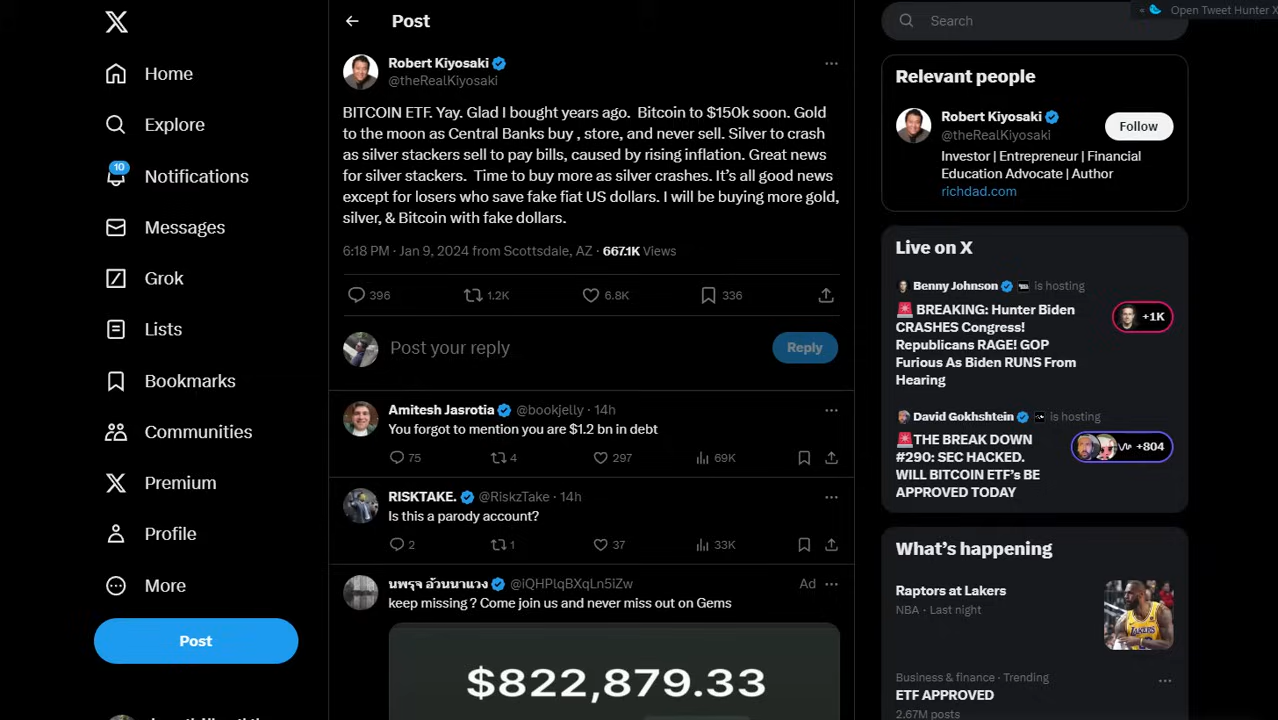 Home
Explore
10
Notifications
Messages
Grok
Lists
Bookmarks
Communities
Premium
Profile
More
Post
Post
Robert Kiyosaki
@theRealKiyosaki
BITCOIN ETF. Yay. Glad I bought years ago.  Bitcoin to $150k soon. Gold
to the moon as Central Banks buy , store, and never sell. Silver to crash
as silver stackers sell to pay bills, caused by rising inflation. Great news
for silver stackers.  Time to buy more as silver crashes. It’s all good news
except for losers who save fake fiat US dollars. I will be buying more gold,
silver, & Bitcoin with fake dollars.
6:18 PM · Jan 9, 2024 from Scottsdale, AZ · 667.1K Views
396 1.2K 6.8K 336
Post your reply
Reply
Amitesh Jasrotia @bookjelly · 14h
You forgot to mention you are $1.2 bn in debt
75 4 297 69K
RISKTAKE. @RiskzTake · 14h
Is this a parody account?
2 1 37 33K
นพรุจ อ้วนนาแวง @iQHPlqBXqLn5iZw Ad
keep missing ? Come join us and never miss out on Gems
$822,879.33
« Open Tweet Hunter X
Search
Relevant people
Robert Kiyosaki
@theRealKiyosaki
Follow
Investor | Entrepreneur | Financial
Education Advocate | Author
richdad.com
Live on X
Benny Johnson is hosting
🚨 BREAKING: Hunter Biden
CRASHES Congress!
Republicans RAGE! GOP
Furious As Biden RUNS From
Hearing
+1K
David Gokhshtein is hosting
🚨THE BREAK DOWN
#290: SEC HACKED.
WILL BITCOIN ETF’s BE
APPROVED TODAY
+804
What’s happening
Raptors at Lakers
NBA · Last night
Business & finance · Trending
ETF APPROVED
2.67M posts